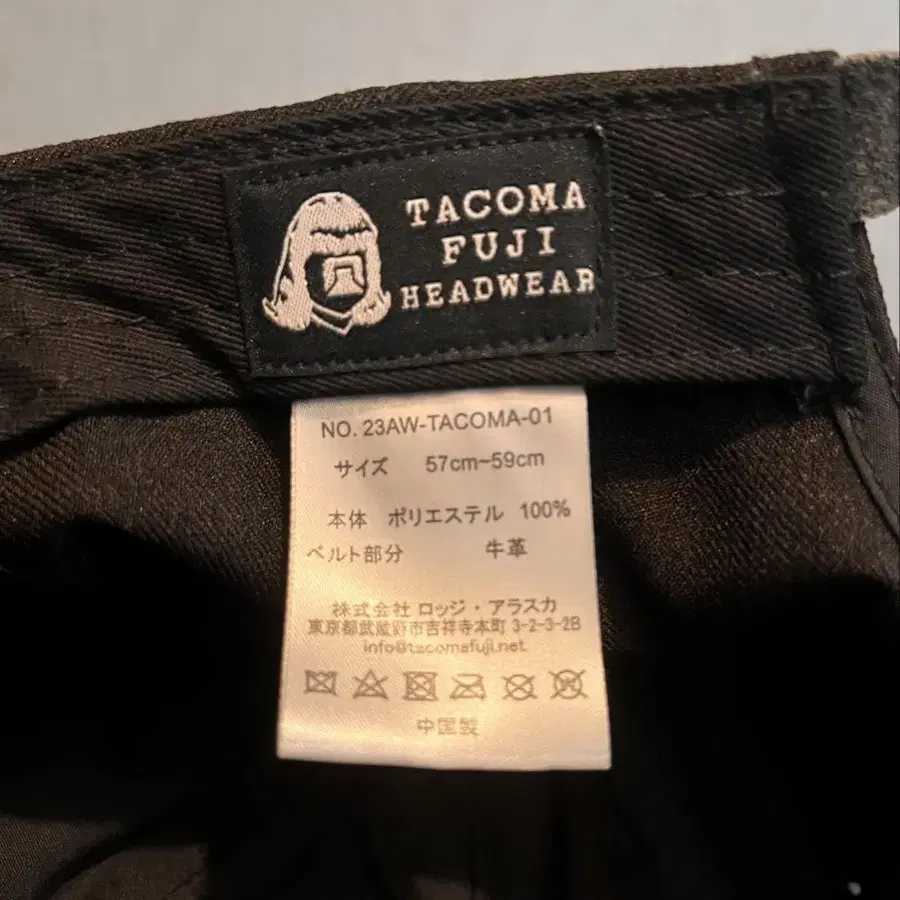 TACOMA
FUJI
HEADWEAR
NO. 23AW-TACOMA-01
サイズ 57cm~59cm
本体 ポリエステル 100%
ベルト部分 牛革
株式会社 ロッジ・アラスカ
東京都武蔵野市吉祥寺本町 3-2-3-2B
info@tacomafuji.net
中国製